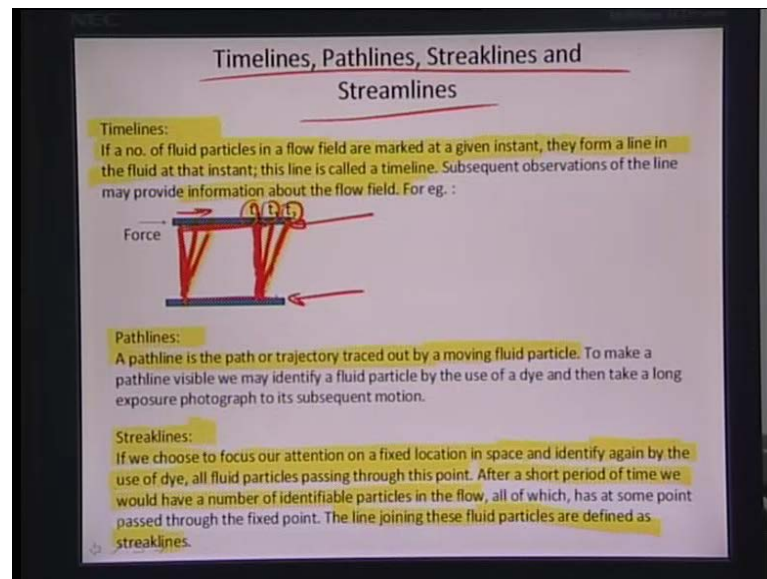 NEC
Timelines, Pathlines, Streaklines and
Streamlines
Timelines:
If a no. of fluid particles in a flow field are marked at a given instant, they form a line in
the fluid at that instant; this line is called a timeline. Subsequent observations of the line
may provide information about the flow field. For eg. :
Force
Pathlines:
A pathline is the path or trajectory traced out by a moving fluid particle. To make a
pathline visible we may identify a fluid particle by the use of a dye and then take a long
exposure photograph to its subsequent motion.
Streaklines:
If we choose to focus our attention on a fixed location in space and identify again by the
use of dye, all fluid particles passing through this point. After a short period of time we
would have a number of identifiable particles in the flow, all of which, has at some point
passed through the fixed point. The line joining these fluid particles are defined as
streaklines.